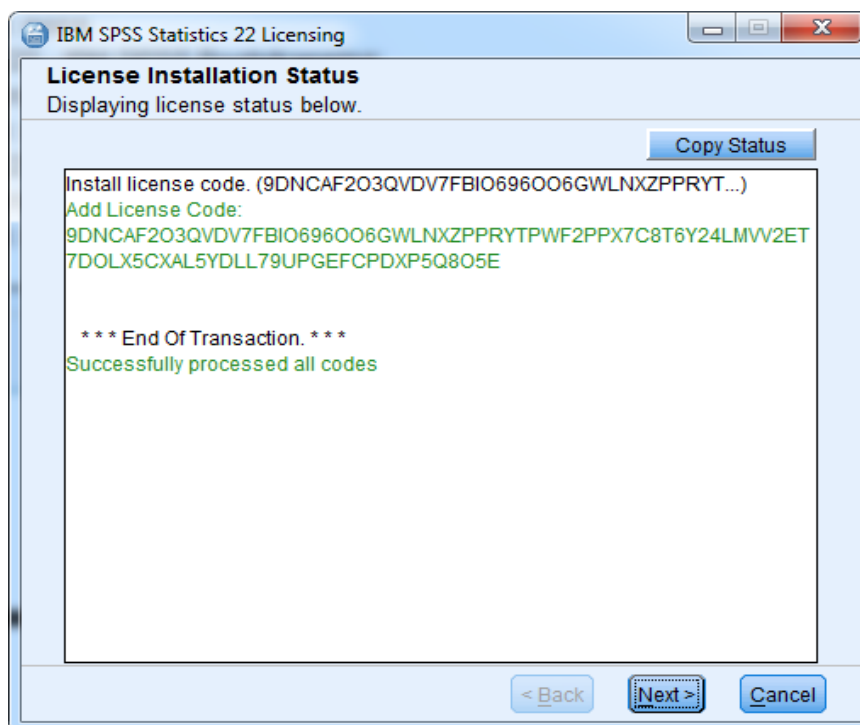 IBM SPSS Statistics 22 Licensing
License Installation Status
Displaying license status below.
Copy Status
Install license code. (9DNCAF2O3QVDV7FBIO696OO6GWLNXZPPRYT...)
Add License Code:
9DNCAF2O3QVDV7FBIO696OO6GWLNXZPPRYTPWF2PPX7C8T6Y24LMVV2ET
7DOLX5CXAL5YDLL79UPGEFCPDXP5Q8O5E
* * * End Of Transaction. * * *
Successfully processed all codes
< Back Next > Cancel